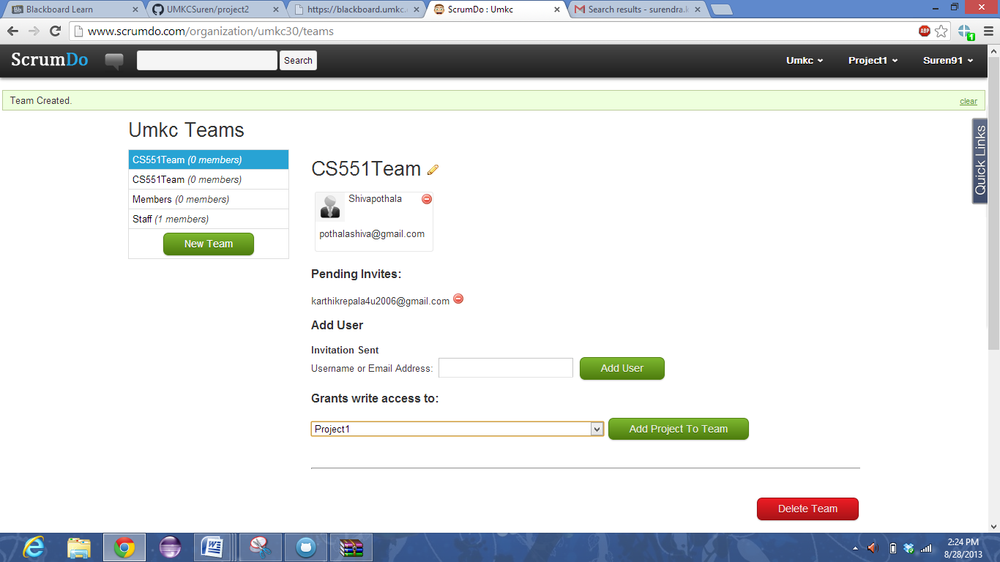 Blackboard Learn
UMKCSuren/project2
https://blackboard.umkc.
ScrumDo : Umkc
Search results - surendra.k
www.scrumdo.com/organization/umkc30/teams
ABP
1
ScrumDo
Search
Umkc
Project1
Suren91
Team Created.
clear
Quick Links
Umkc Teams
CS551Team (0 members)
CS551Team (0 members)
Members (0 members)
Staff (1 members)
New Team
CS551Team
Shivapothala
pothalashiva@gmail.com
Pending Invites:
karthikrepala4u2006@gmail.com
Add User
Invitation Sent
Username or Email Address:
Add User
Grants write access to:
Project1
Add Project To Team
Delete Team
2:24 PM
8/28/2013